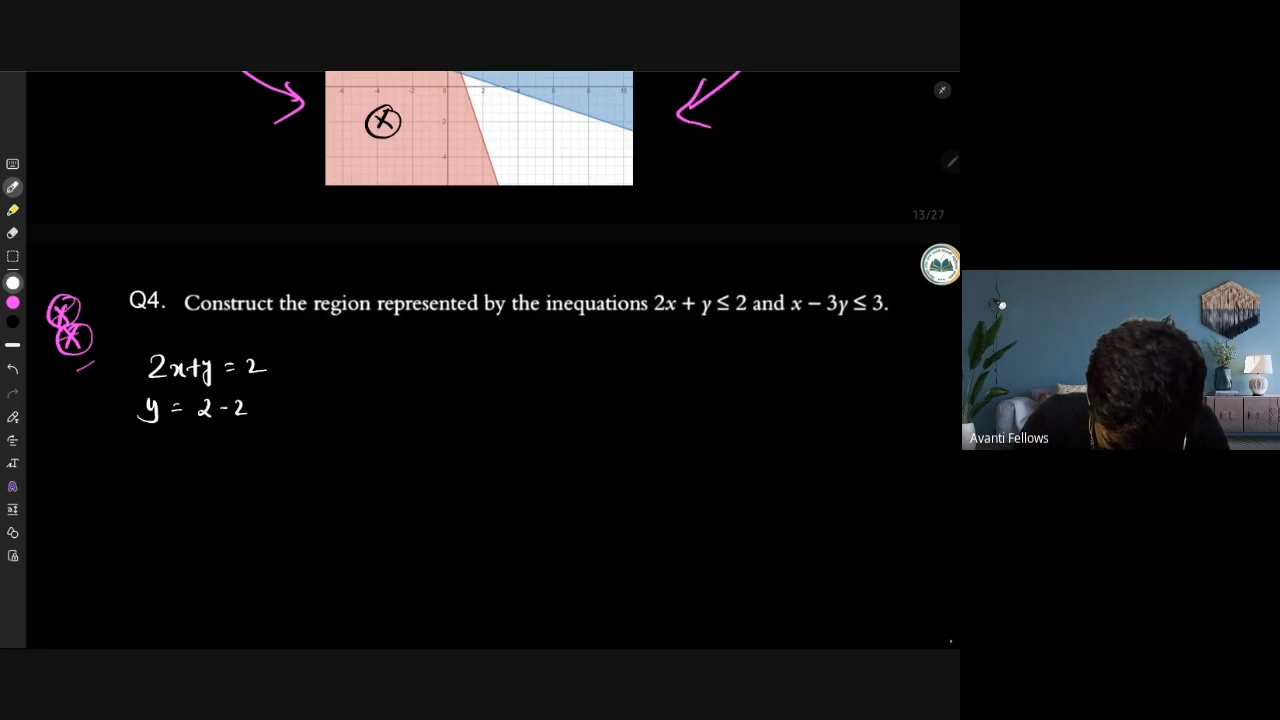 13/27
Q4. Construct the region represented by the inequations 2x + y ≤ 2 and x − 3y ≤ 3.
2x+y = 2
y = 2-2
Avanti Fellows